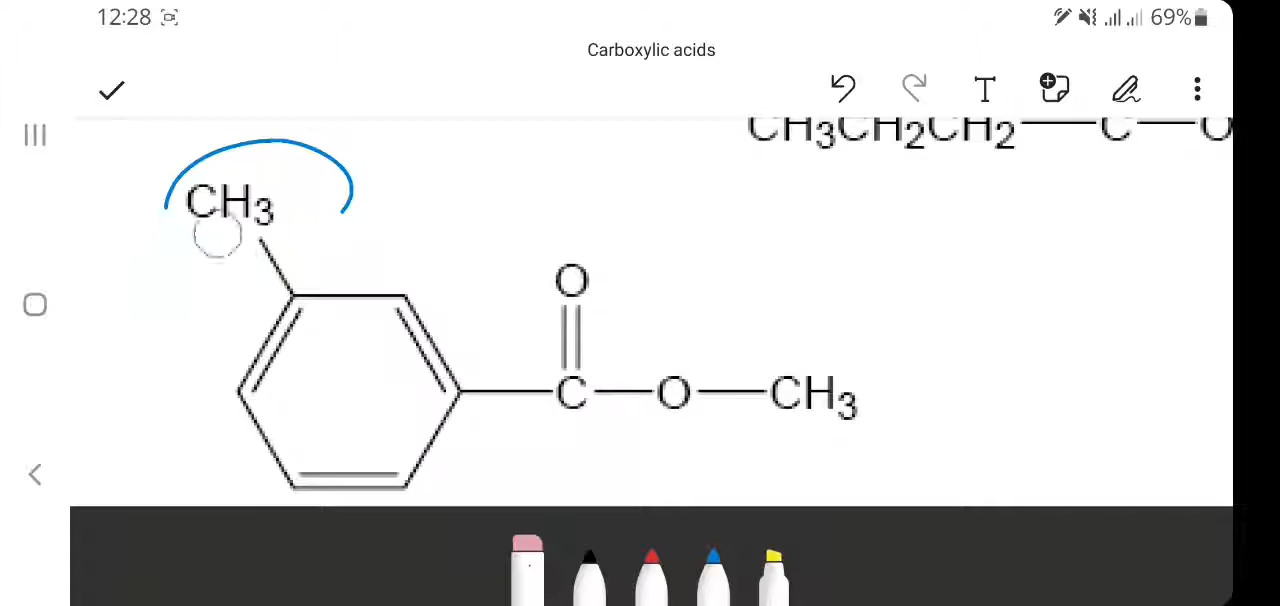 12:28
69%
Carboxylic acids
T
CH3CH2CH2 C O
CH3
O
C O CH3